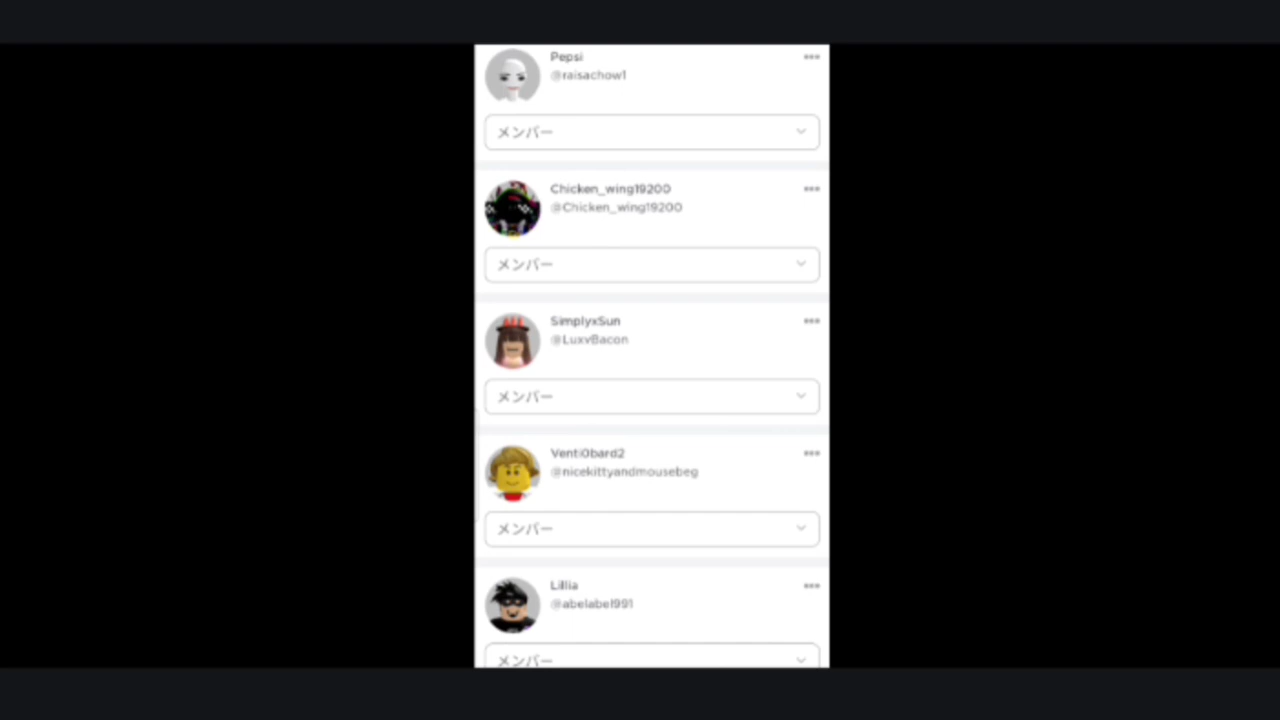 Pepsi
@raisachow1
メンバー
Chicken_wing19200
@Chicken_wing19200
メンバー
SimplyxSun
@LuxvBacon
メンバー
Venti0bard2
@nicekittyandmousebeg
メンバー
Lillia
@abelabel991
メンバー